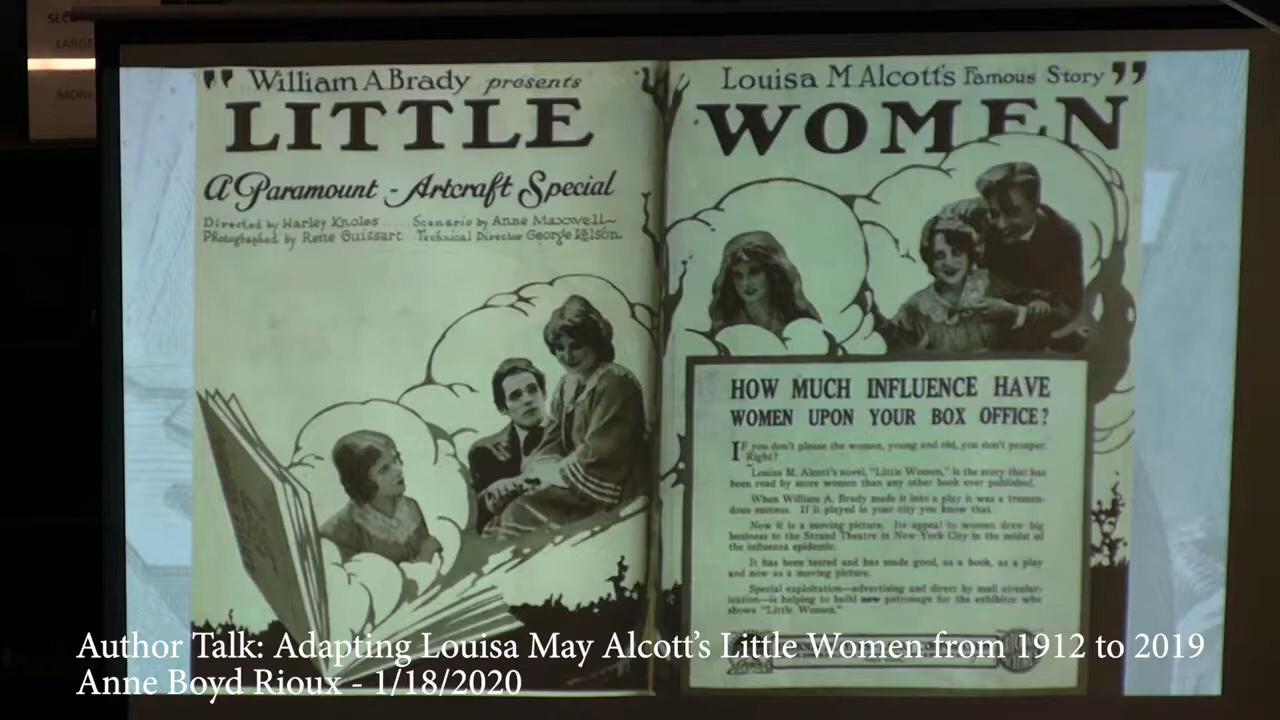 SEC
LARGE
MORE
" William A Brady presents
LITTLE
A Paramount - Artcraft Special
Directed by Harley Knoles Scenario by Anne Maxwell~
Photographed by Rene Guissart Technical Director George
Louisa M. Alcott's Famous Story "
WOMEN
HOW MUCH INFLUENCE HAVE
WOMEN UPON YOUR BOX OFFICE?
IF you don't please the women, young and old, you don't prosper.
Right?
Louisa M. Alcott's novel, "Little Women," is the story that has
been read by more women than any other book ever published.
When William A. Brady made it into a play it was a tremen-
dous success. If it played in your city you know that.
Now it is a moving picture. Its appeal to women drew big
business to the Strand Theatre in New York City in the midst of
the influenza epidemic.
It has been tested and has made good, as a book, as a play
and now as a moving picture.
Special exploitation—advertising and direct by mail circular-
ization—is helping to build new patronage for the exhibitor who
shows "Little Women."
Author Talk: Adapting Louisa May Alcott's Little Women from 1912 to 2019
Anne Boyd Rioux - 1/18/2020